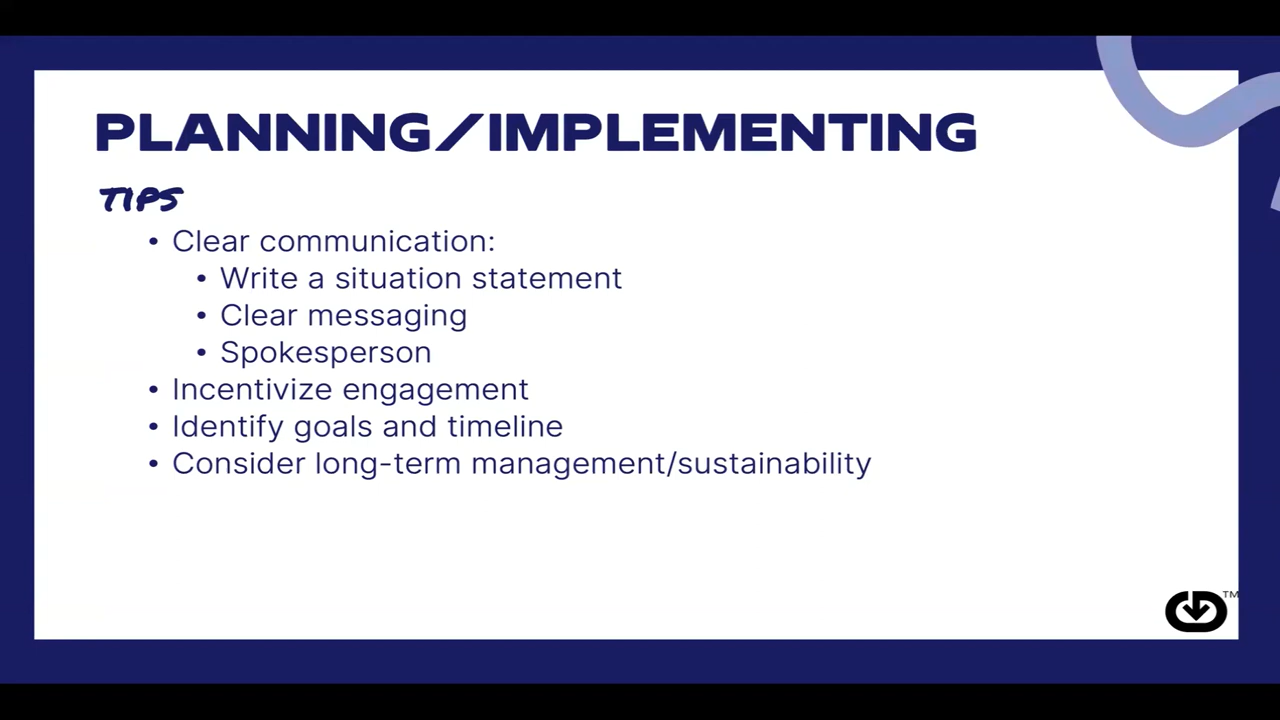 PLANNING/IMPLEMENTING
TIPS
• Clear communication:
• Write a situation statement
• Clear messaging
• Spokesperson
• Incentivize engagement
• Identify goals and timeline
• Consider long-term management/sustainability
TM